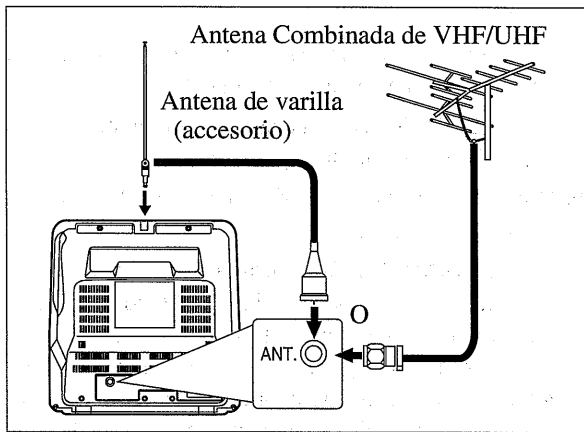 Antena Combinada de VHF/UHF
Antena de varilla
(accesorio)
O
ANT.